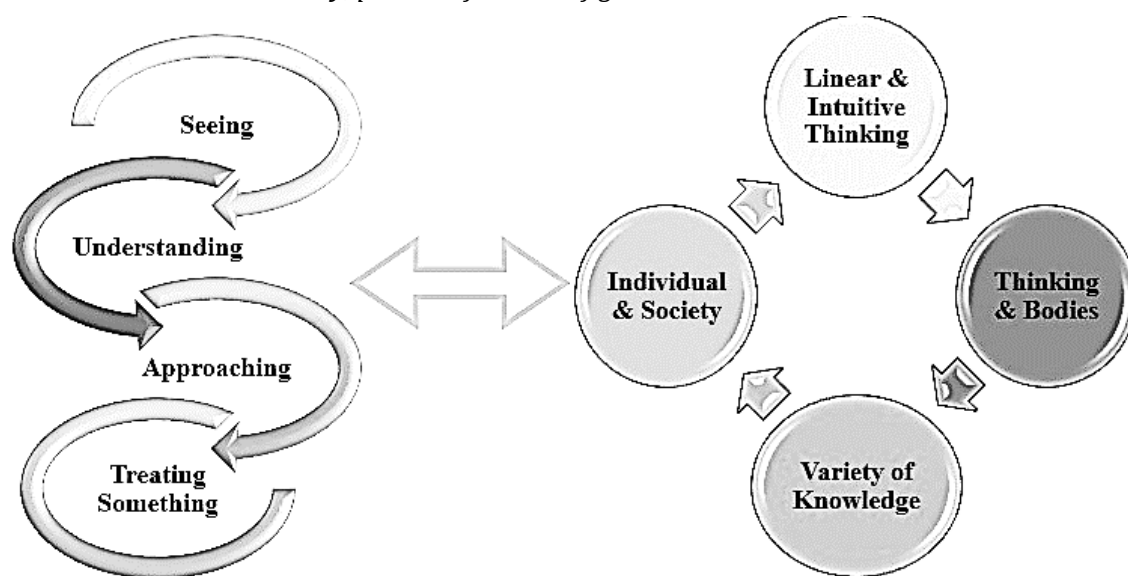 Seeing
Understanding
Approaching
Treating
Something
Linear &
Intuitive
Thinking
Thinking
& Bodies
Variety of
Knowledge
Individual
& Society